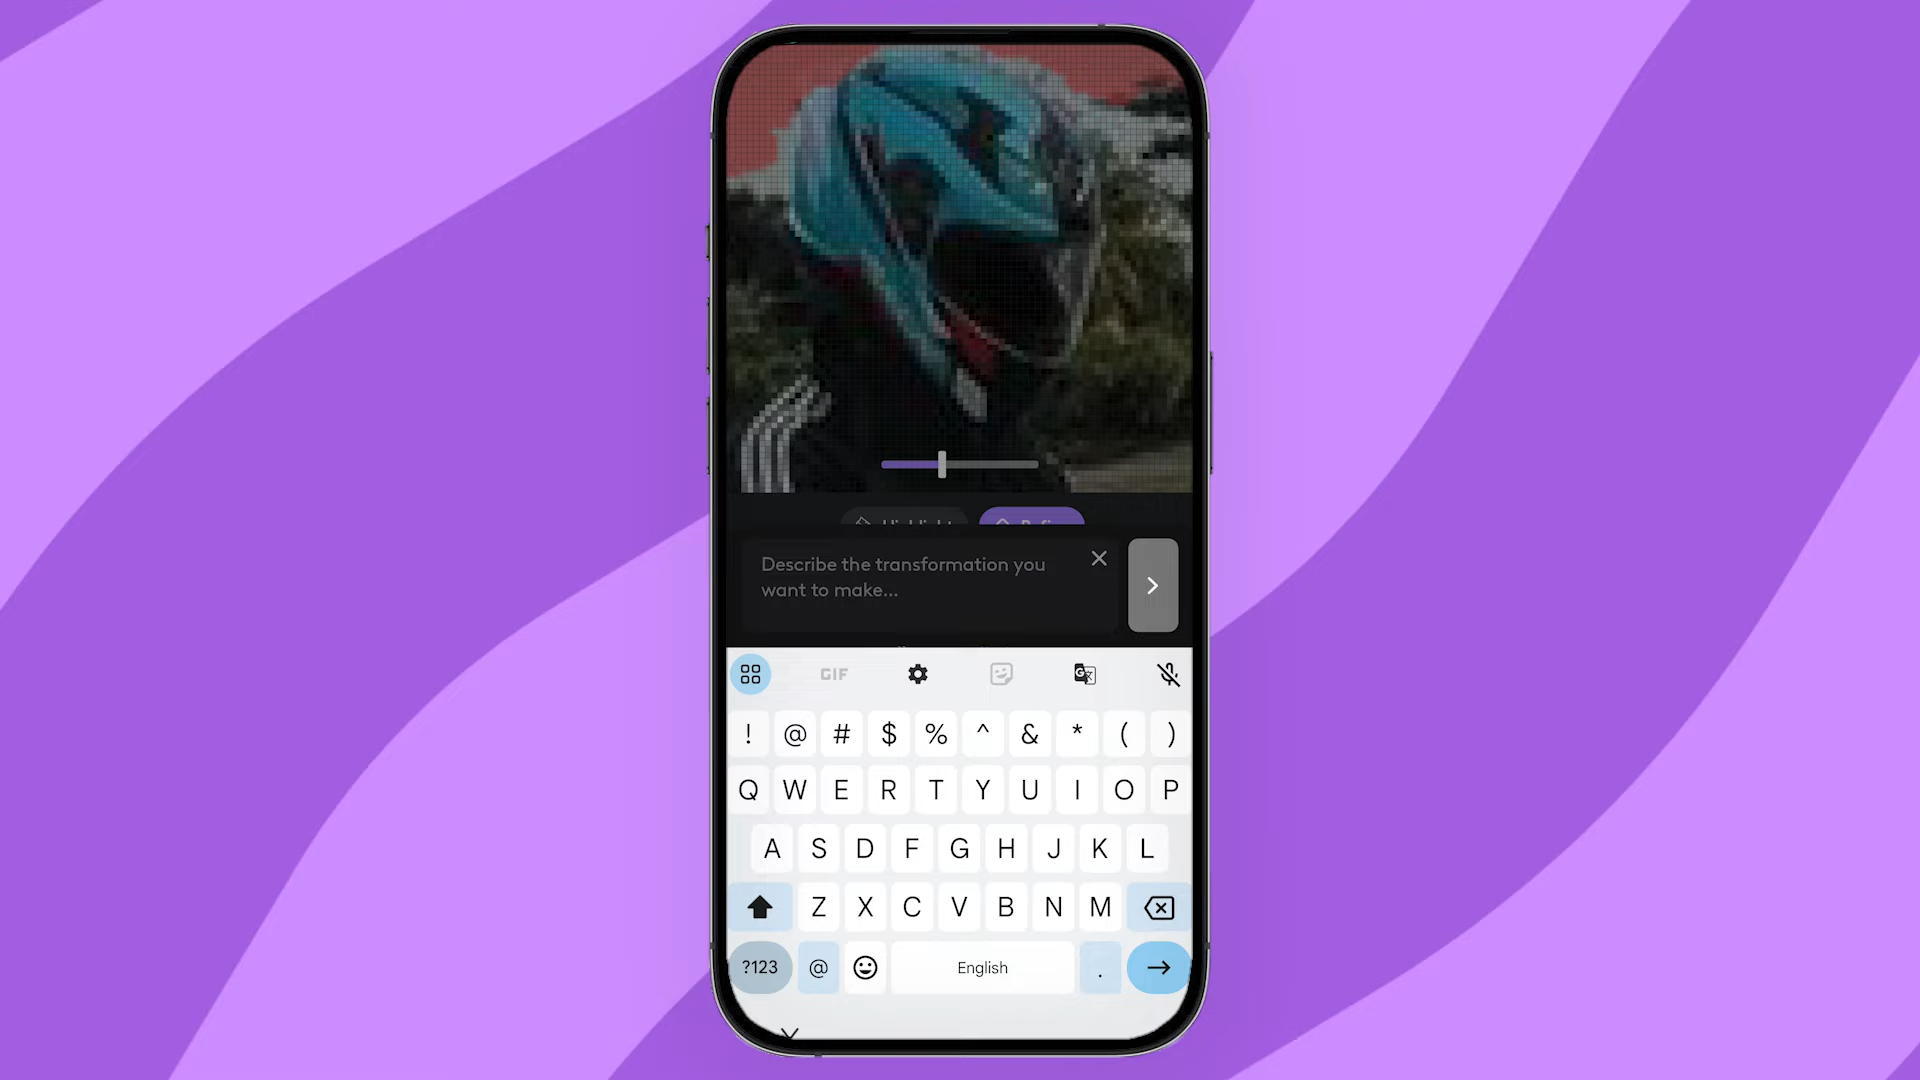 Describe the transformation you
want to make...
GIF
! @ # $ % ^ & * ( )
Q W E R T Y U I O P
A S D F G H J K L
Z X C V B N M
?123 @ English .